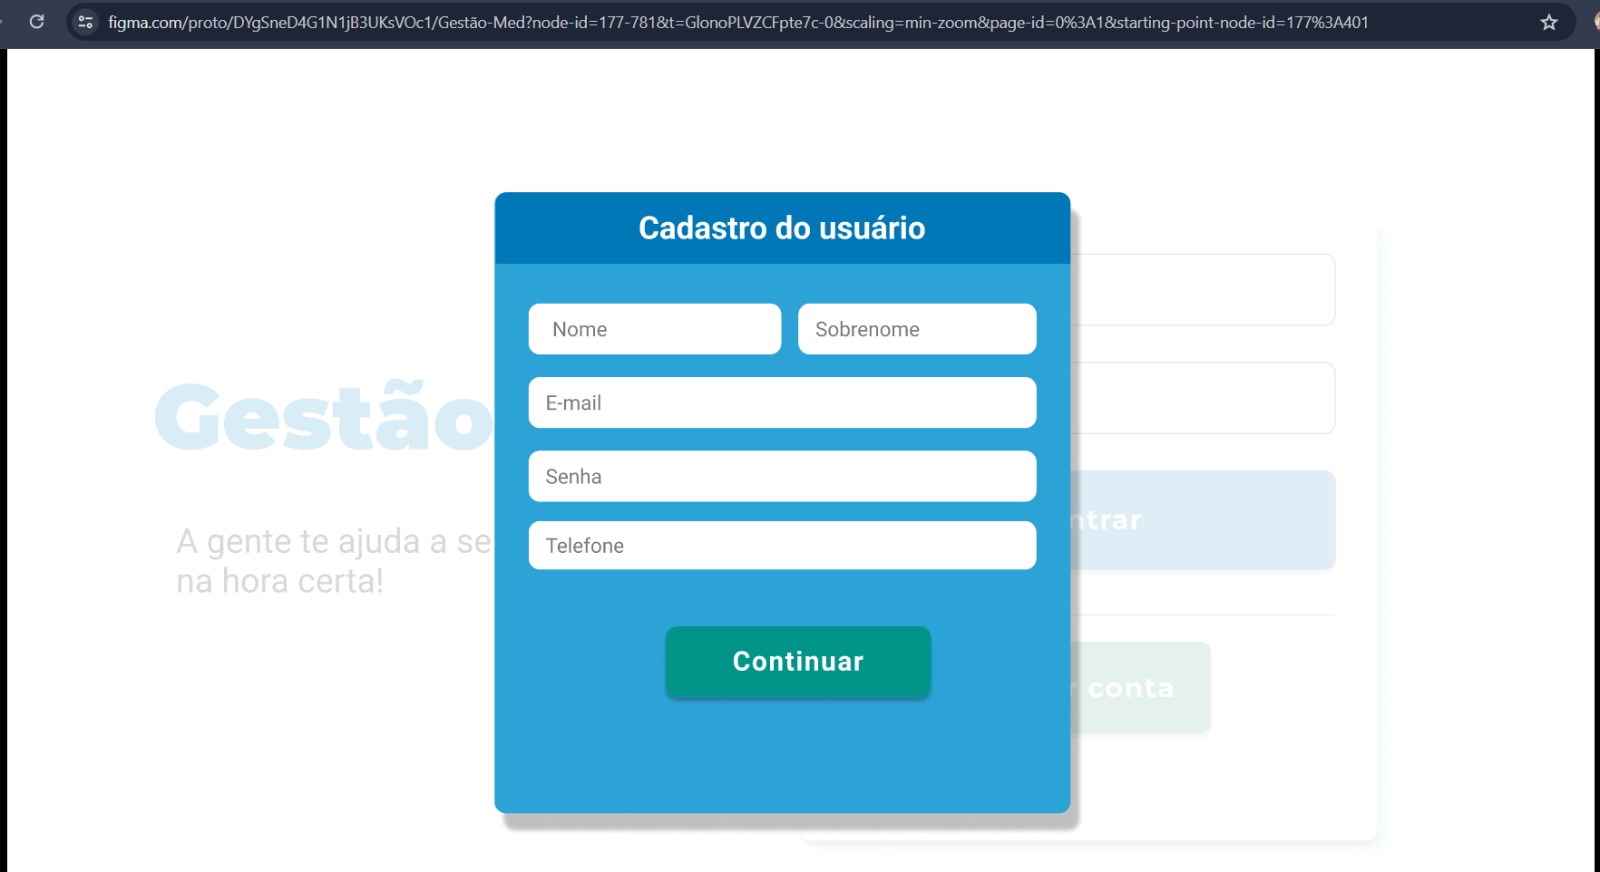 figma.com/proto/DYgSneD4G1N1jB3UKsVOc1/Gestão-Med?node-id=177-781&t=GlonoPLVZCFpte7c-0&scaling=min-zoom&page-id=0%3A1&starting-point-node-id=177%3A401
Cadastro do usuário
Nome
Sobrenome
E-mail
Senha
Telefone
Continuar
Gestão
A gente te ajuda a se
na hora certa!
ntrar
r conta